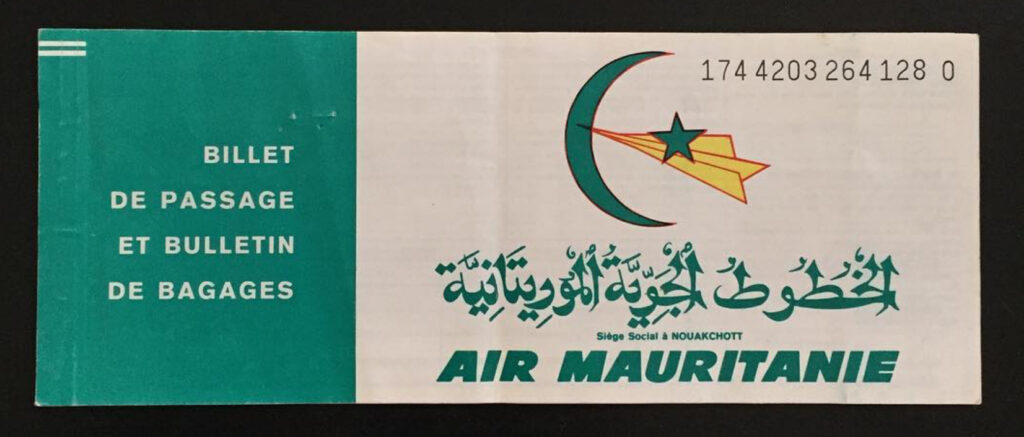 BILLET
DE PASSAGE
ET BULLETIN
DE BAGAGES
174 4203 264 128 0
الخطوط الجوية الموريتانية
Siège Social à NOUAKCHOTT
AIR MAURITANIE